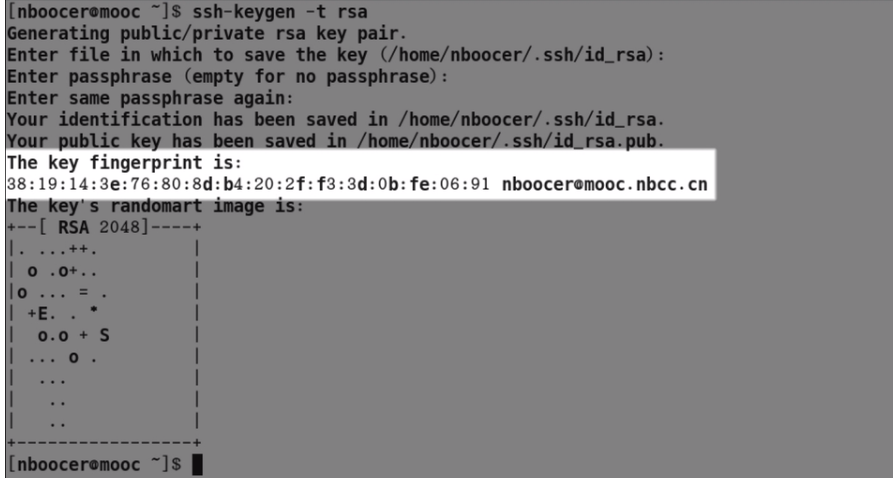 [nboocer@mooc ~]$ ssh-keygen -t rsa
Generating public/private rsa key pair.
Enter file in which to save the key (/home/nboocer/.ssh/id_rsa):
Enter passphrase (empty for no passphrase):
Enter same passphrase again:
Your identification has been saved in /home/nboocer/.ssh/id_rsa.
Your public key has been saved in /home/nboocer/.ssh/id_rsa.pub.
The key fingerprint is:
38:19:14:3e:76:80:8d:b4:20:2f:f3:3d:0b:fe:06:91 nboocer@mooc.nbcc.cn
The key's randomart image is:
+--[ RSA 2048]----+
|. ...++.         |
| o .o+..         |
|o ... = .        |
| +E. . *         |
|  o.o + S        |
| ... o .         |
|  ...            |
|   ..            |
|   ..            |
+-----------------+
[nboocer@mooc ~]$